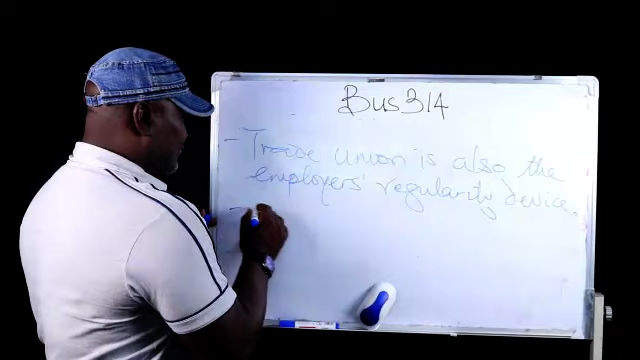 Bus 314
- Trade union is also the
employers' regularity device.
-